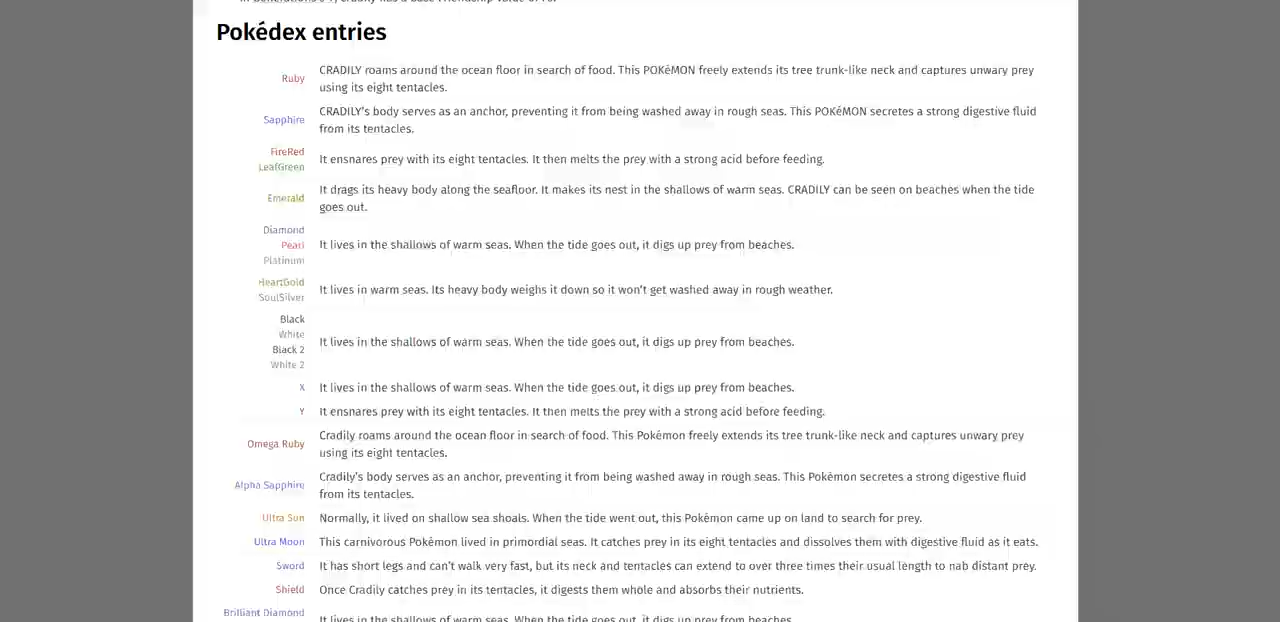 Pokédex entries
Ruby
CRADILY roams around the ocean floor in search of food. This POKéMON freely extends its tree trunk-like neck and captures unwary prey
using its eight tentacles.
Sapphire
CRADILY's body serves as an anchor, preventing it from being washed away in rough seas. This POKéMON secretes a strong digestive fluid
from its tentacles.
FireRed
LeafGreen
It ensnares prey with its eight tentacles. It then melts the prey with a strong acid before feeding.
Emerald
It drags its heavy body along the seafloor. It makes its nest in the shallows of warm seas. CRADILY can be seen on beaches when the tide
goes out.
Diamond
Pearl
Platinum
It lives in the shallows of warm seas. When the tide goes out, it digs up prey from beaches.
HeartGold
SoulSilver
It lives in warm seas. Its heavy body weighs it down so it won't get washed away in rough weather.
Black
White
Black 2
White 2
It lives in the shallows of warm seas. When the tide goes out, it digs up prey from beaches.
X
It lives in the shallows of warm seas. When the tide goes out, it digs up prey from beaches.
Y
It ensnares prey with its eight tentacles. It then melts the prey with a strong acid before feeding.
Omega Ruby
Cradily roams around the ocean floor in search of food. This Pokémon freely extends its tree trunk-like neck and captures unwary prey
using its eight tentacles.
Alpha Sapphire
Cradily's body serves as an anchor, preventing it from being washed away in rough seas. This Pokémon secretes a strong digestive fluid
from its tentacles.
Ultra Sun
Normally, it lived on shallow sea shoals. When the tide went out, this Pokémon came up on land to search for prey.
Ultra Moon
This carnivorous Pokémon lived in primordial seas. It catches prey in its eight tentacles and dissolves them with digestive fluid as it eats.
Sword
It has short legs and can't walk very fast, but its neck and tentacles can extend to over three times their usual length to nab distant prey.
Shield
Once Cradily catches prey in its tentacles, it digests them whole and absorbs their nutrients.
Brilliant Diamond
It lives in the shallows of warm seas. When the tide goes out, it digs up prey from beaches.